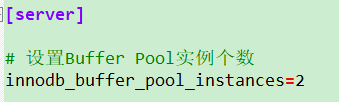 [server]
# 设置Buffer Pool实例个数
innodb_buffer_pool_instances=2